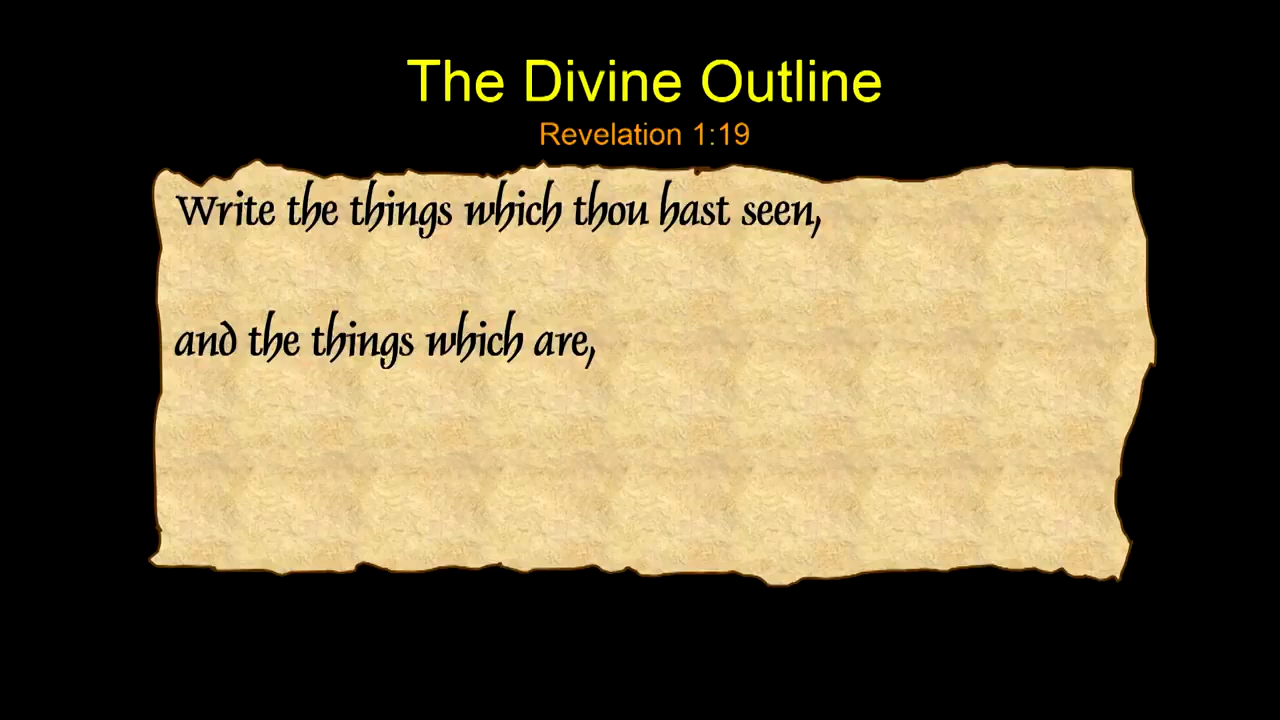 The Divine Outline
Revelation 1:19
Write the things which thou hast seen,
and the things which are,